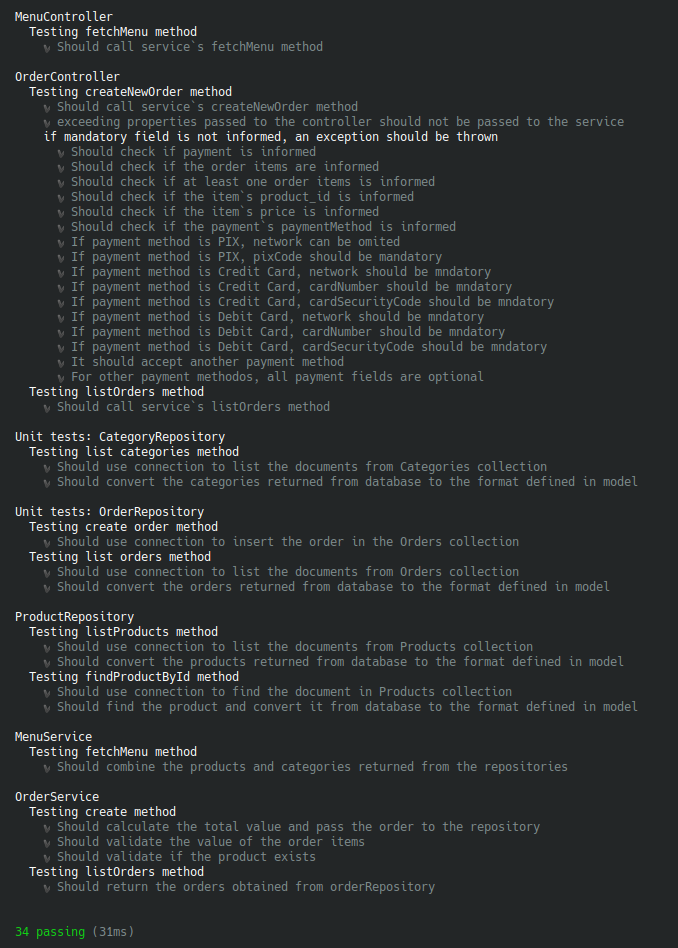 MenuController
Testing fetchMenu method
✓ Should call service`s fetchMenu method
OrderController
Testing createNewOrder method
✓ Should call service`s createNewOrder method
✓ exceeding properties passed to the controller should not be passed to the service
if mandatory field is not informed, an exception should be thrown
✓ Should check if payment is informed
✓ Should check if the order items are informed
✓ Should check if at least one order items is informed
✓ Should check if the item`s product_id is informed
✓ Should check if the item`s price is informed
✓ Should check if the payment`s paymentMethod is informed
✓ If payment method is PIX, network can be omited
✓ If payment method is PIX, pixCode should be mandatory
✓ If payment method is Credit Card, network should be mndatory
✓ If payment method is Credit Card, cardNumber should be mndatory
✓ If payment method is Credit Card, cardSecurityCode should be mndatory
✓ If payment method is Debit Card, network should be mndatory
✓ If payment method is Debit Card, cardNumber should be mndatory
✓ If payment method is Debit Card, cardSecurityCode should be mndatory
✓ It should accept another payment method
✓ For other payment methodos, all payment fields are optional
Testing listOrders method
✓ Should call service`s listOrders method
Unit tests: CategoryRepository
Testing list categories method
✓ Should use connection to list the documents from Categories collection
✓ Should convert the categories returned from database to the format defined in model
Unit tests: OrderRepository
Testing create order method
✓ Should use connection to insert the order in the Orders collection
Testing list orders method
✓ Should use connection to list the documents from Orders collection
✓ Should convert the orders returned from database to the format defined in model
ProductRepository
Testing listProducts method
✓ Should use connection to list the documents from Products collection
✓ Should convert the products returned from database to the format defined in model
Testing findProductById method
✓ Should use connection to find the document in Products collection
✓ Should find the product and convert it from database to the format defined in model
MenuService
Testing fetchMenu method
✓ Should combine the products and categories returned from the repositories
OrderService
Testing create method
✓ Should calculate the total value and pass the order to the repository
✓ Should validate the value of the order items
✓ Should validate if the product exists
Testing listOrders method
✓ Should return the orders obtained from orderRepository
34 passing (31ms)